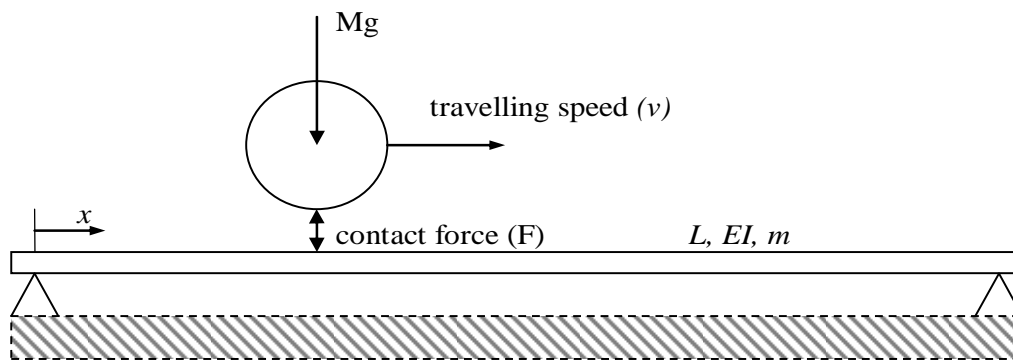 Mg
travelling speed (v)
x
contact force (F)
L, EI, m